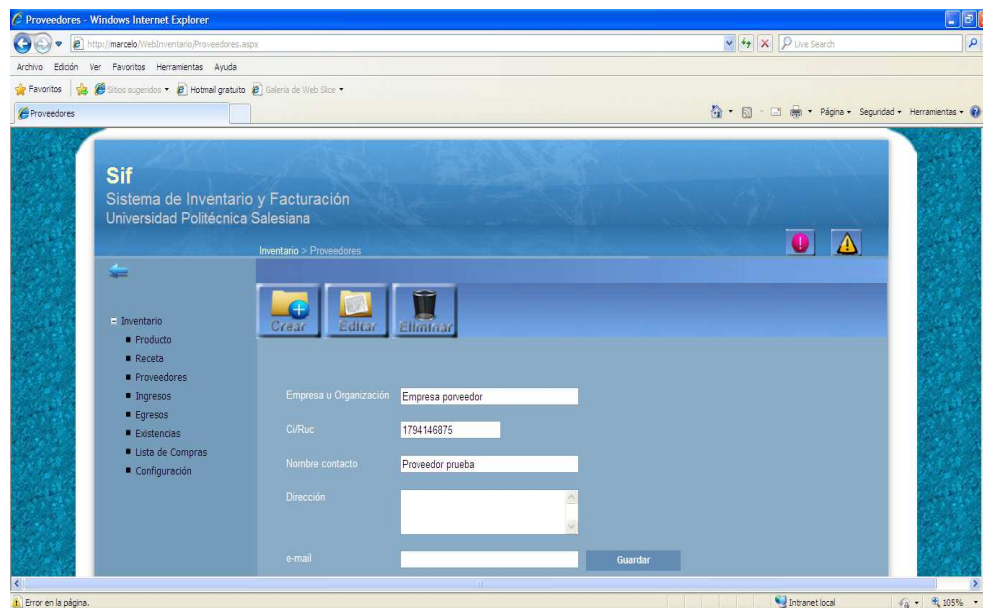 Proveedores - Windows Internet Explorer
http://marcelo/WebInventario/Proveedores.aspx
Live Search
Archivo Edición Ver Favoritos Herramientas Ayuda
Favoritos Sitios sugeridos Hotmail gratuito Galería de Web Slice
Proveedores
Página Seguridad Herramientas
Sif
Sistema de Inventario y Facturación
Universidad Politécnica Salesiana
Inventario > Proveedores
Crear Editar Eliminar
Inventario
Producto
Receta
Proveedores
Ingresos
Egresos
Existencias
Lista de Compras
Configuración
Empresa u Organización Empresa porveedor
Ci/Ruc 1794146875
Nombre contacto Proveedor prueba
Dirección
e-mail Guardar
Error en la página. Intranet local 105%